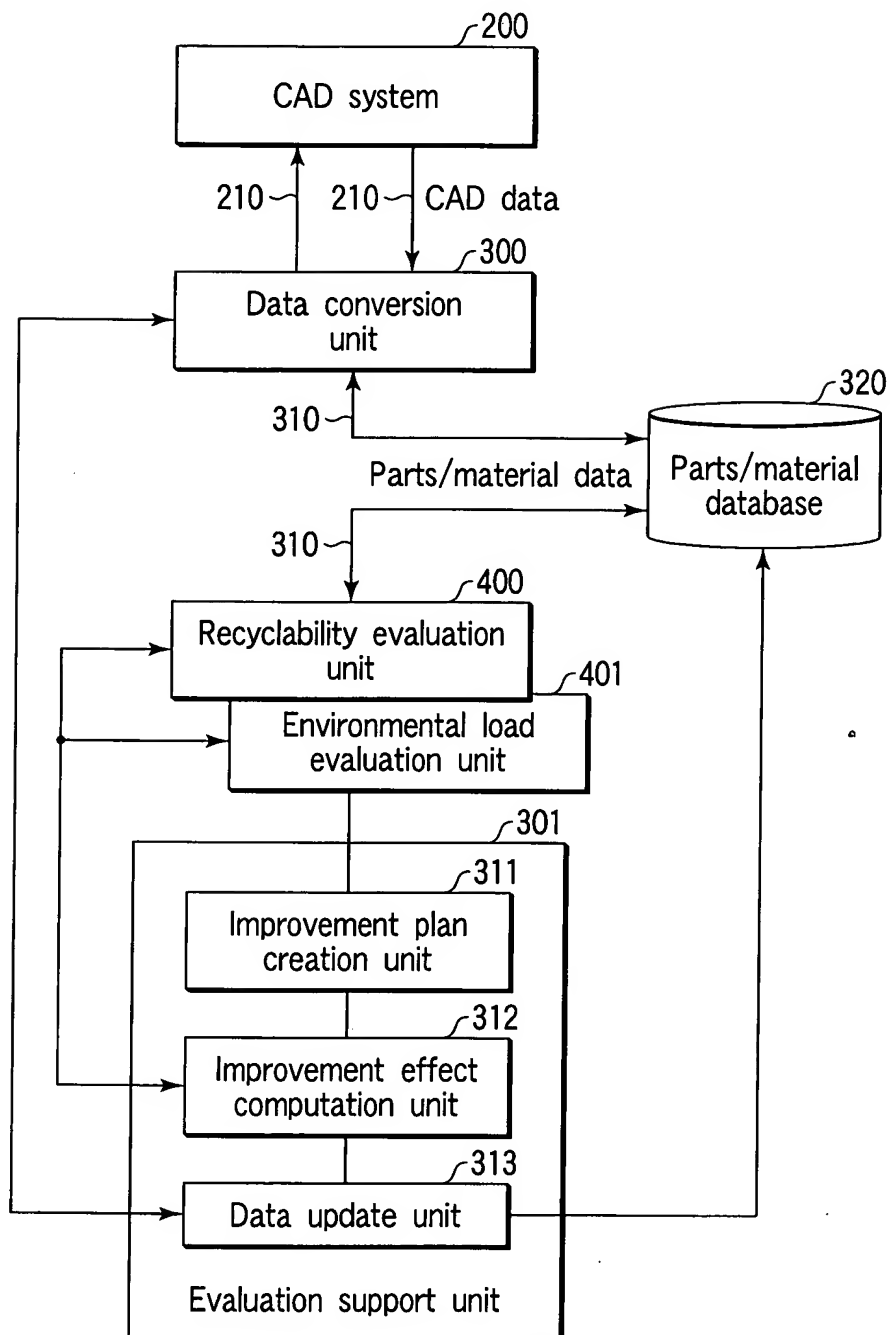 200
CAD system
210
210
CAD data
300
Data conversion
unit
320
310
Parts/material data
Parts/material
database
310
400
Recyclability evaluation
unit
401
Environmental load
evaluation unit
301
311
Improvement plan
creation unit
312
Improvement effect
computation unit
313
Data update unit
Evaluation support unit